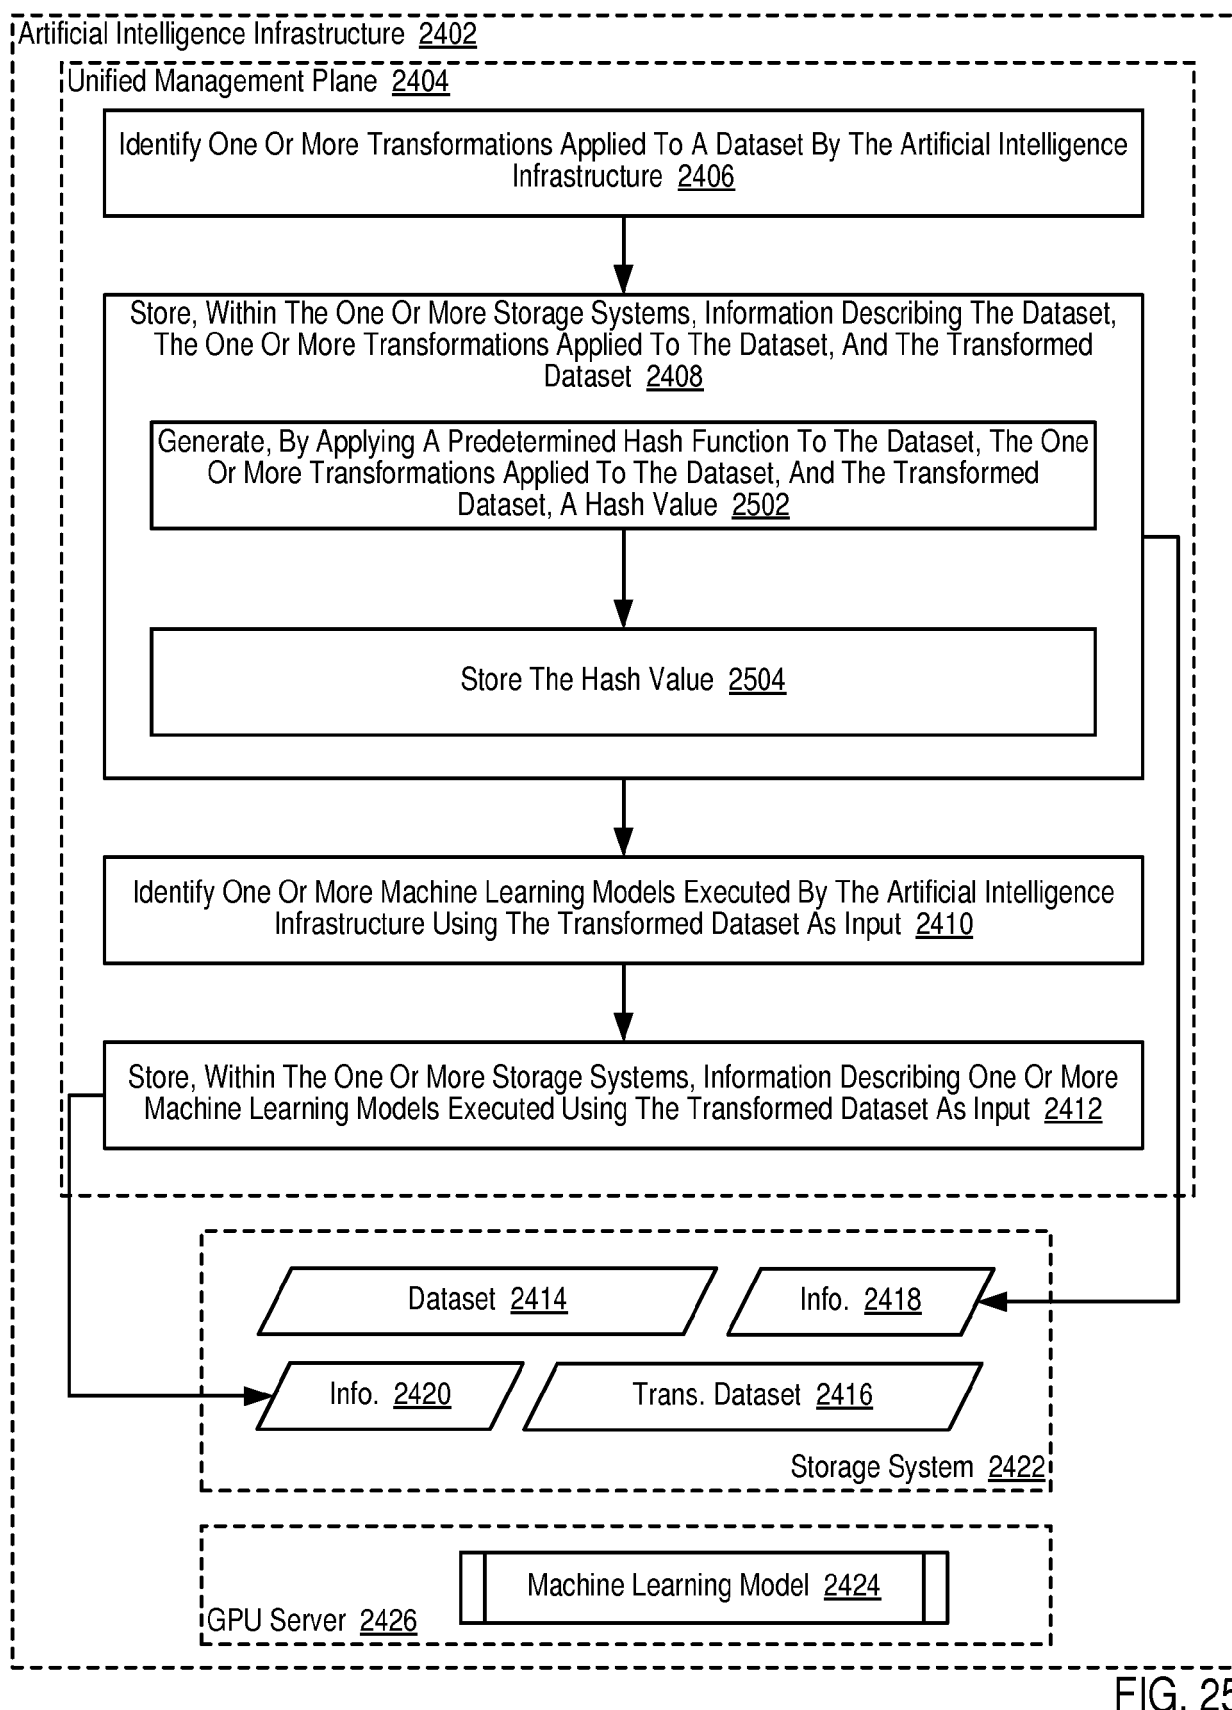 Artificial Intelligence Infrastructure 2402
Unified Management Plane 2404
Identify One Or More Transformations Applied To A Dataset By The Artificial Intelligence
Infrastructure 2406
Store, Within The One Or More Storage Systems, Information Describing The Dataset,
The One Or More Transformations Applied To The Dataset, And The Transformed
Dataset 2408
Generate, By Applying A Predetermined Hash Function To The Dataset, The One
Or More Transformations Applied To The Dataset, And The Transformed
Dataset, A Hash Value 2502
Store The Hash Value 2504
Identify One Or More Machine Learning Models Executed By The Artificial Intelligence
Infrastructure Using The Transformed Dataset As Input 2410
Store, Within The One Or More Storage Systems, Information Describing One Or More
Machine Learning Models Executed Using The Transformed Dataset As Input 2412
Dataset 2414
Info. 2418
Info. 2420
Trans. Dataset 2416
Storage System 2422
Machine Learning Model 2424
GPU Server 2426
FIG. 25